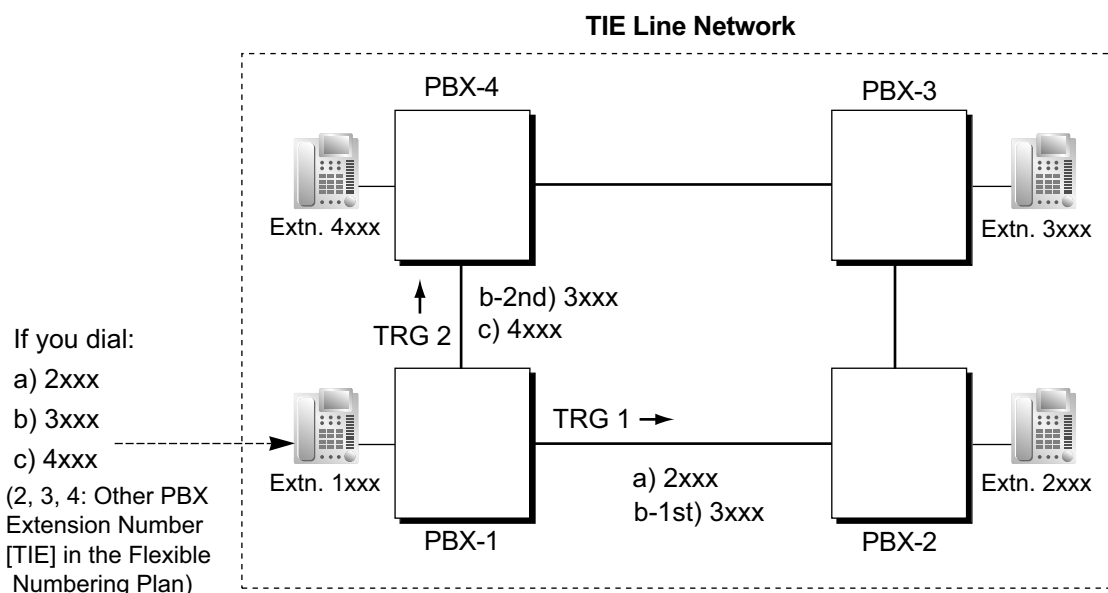 TIE Line Network
PBX-4
PBX-3
Extn. 4xxx
Extn. 3xxx
b-2nd) 3xxx
TRG 2
c) 4xxx
If you dial:
a) 2xxx
b) 3xxx
c) 4xxx
(2, 3, 4: Other PBX
Extension Number
[TIE] in the Flexible
Numbering Plan)
Extn. 1xxx
TRG 1
a) 2xxx
b-1st) 3xxx
Extn. 2xxx
PBX-1
PBX-2